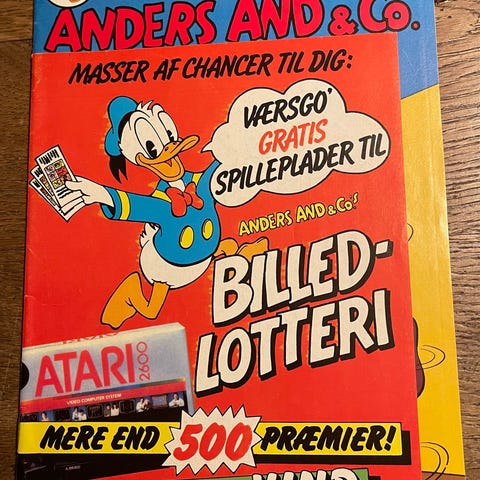 ANDERS AND & Co.
MASSER AF CHANCER TIL DIG:
VÆRSGO'
GRATIS
SPILLEPLADER TIL
ANDERS AND & Co's
BILLED-
LOTTERI
ATARI 2600
VIDEO COMPUTER SYSTEM
MERE END 500 PRÆMIER!
VIND